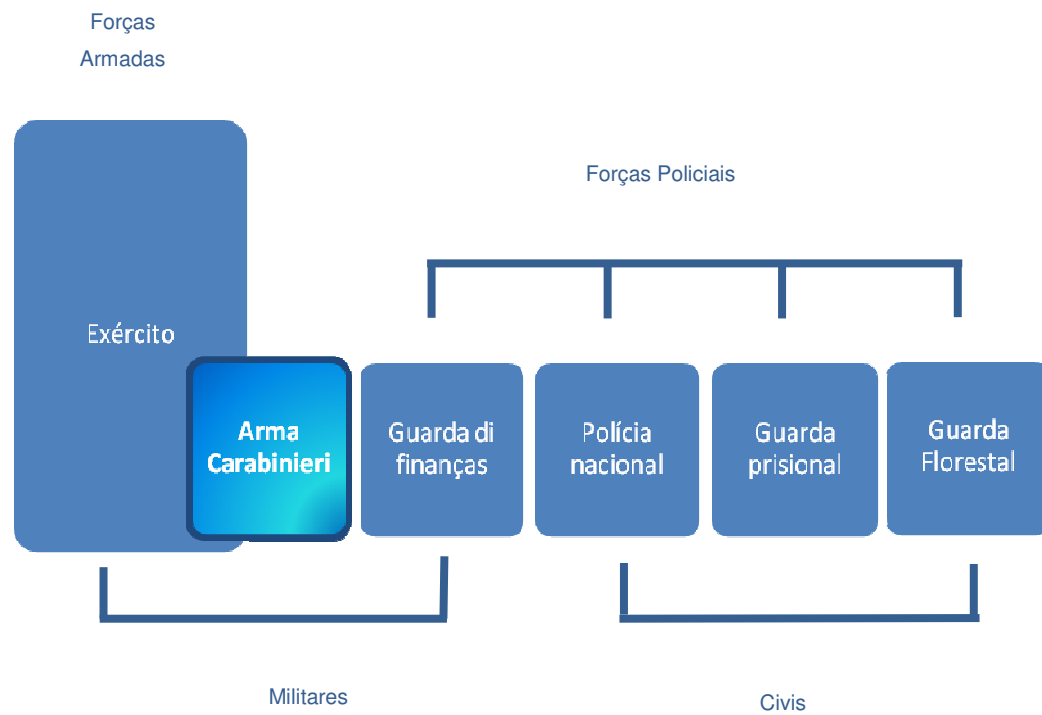 Forças
Armadas
Forças Policiais
Exército
Arma
Carabinieri
Guarda di
finanças
Polícia
nacional
Guarda
prisional
Guarda
Florestal
Militares
Civis